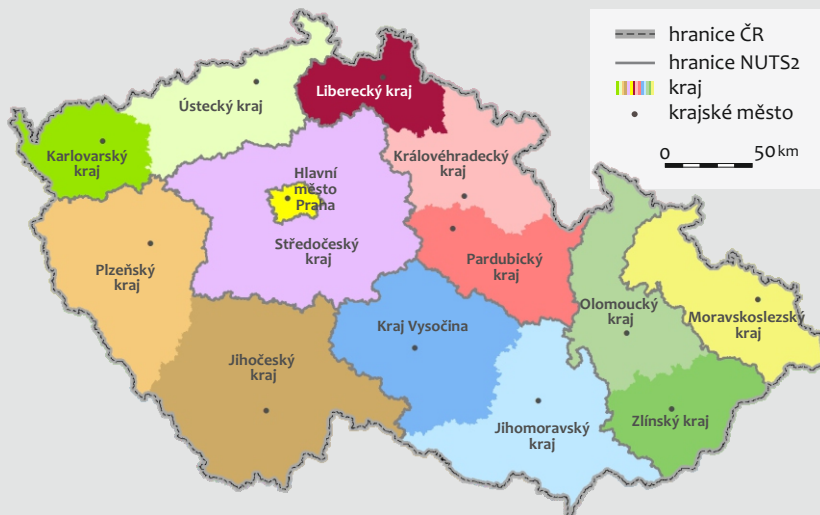 hranice ČR
hranice NUTS2
kraj
krajské město
0 50 km
Liberecký kraj
Ústecký kraj
Karlovarský
kraj
Hlavní
město
Praha
Královéhradecký
kraj
Středočeský
kraj
Plzeňský
kraj
Pardubický
kraj
Olomoucký
kraj
Moravskoslezský
kraj
Kraj Vysočina
Jihočeský
kraj
Jihomoravský
kraj
Zlínský kraj